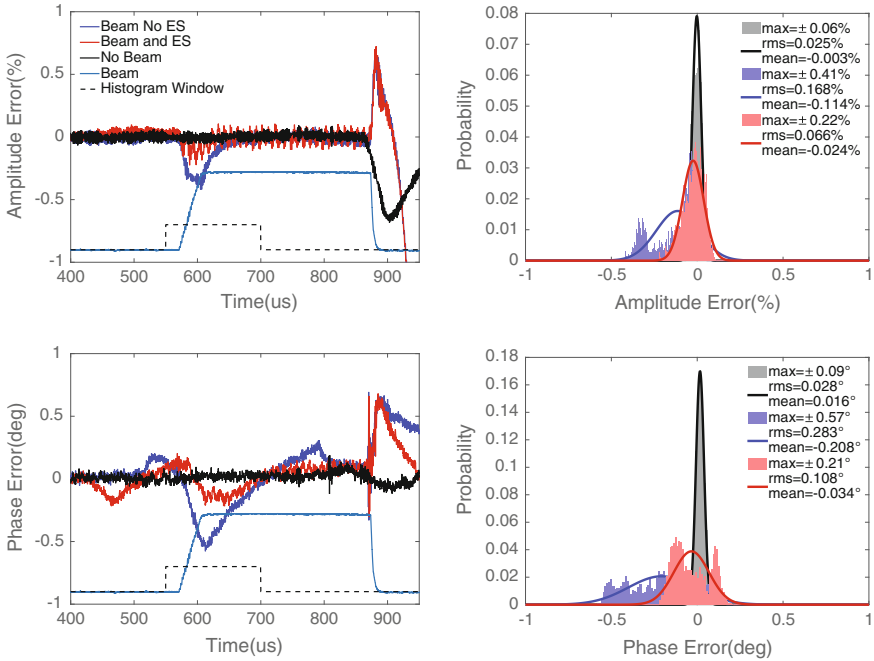 Beam No ES
Beam and ES
No Beam
Beam
Histogram Window
Amplitude Error(%)
1
0.5
0
-0.5
-1
400 500 600 700 800 900
Time(us)
max=±0.06%
rms=0.025%
mean=-0.003%
max=±0.41%
rms=0.168%
mean=-0.114%
max=±0.22%
rms=0.066%
mean=-0.024%
Probability
0.08
0.07
0.06
0.05
0.04
0.03
0.02
0.01
0
-1 -0.5 0 0.5 1
Amplitude Error(%)
Phase Error(deg)
1
0.5
0
-0.5
-1
400 500 600 700 800 900
Time(us)
max=±0.09°
rms=0.028°
mean=0.016°
max=±0.57°
rms=0.283°
mean=-0.208°
max=±0.21°
rms=0.108°
mean=-0.034°
Probability
0.18
0.16
0.14
0.12
0.1
0.08
0.06
0.04
0.02
0
-1 -0.5 0 0.5 1
Phase Error(deg)